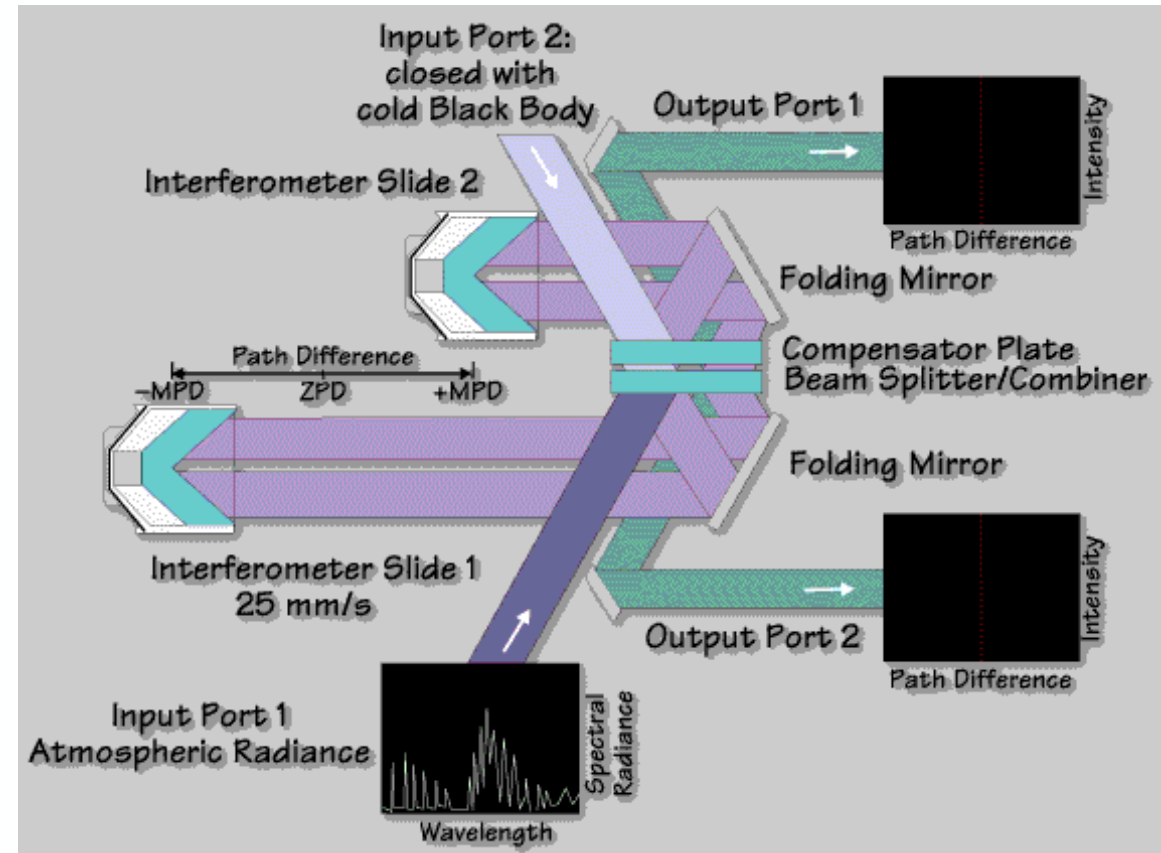 Input Port 2:
closed with
cold Black Body
Output Port 1
Intensity
Path Difference
Interferometer Slide 2
Folding Mirror
Compensator Plate
Beam Splitter/Combiner
Path Difference
-MPD ZPD +MPD
Folding Mirror
Interferometer Slide 1
25 mm/s
Output Port 2
Intensity
Path Difference
Input Port 1
Atmospheric Radiance
Spectral
Radiance
Wavelength